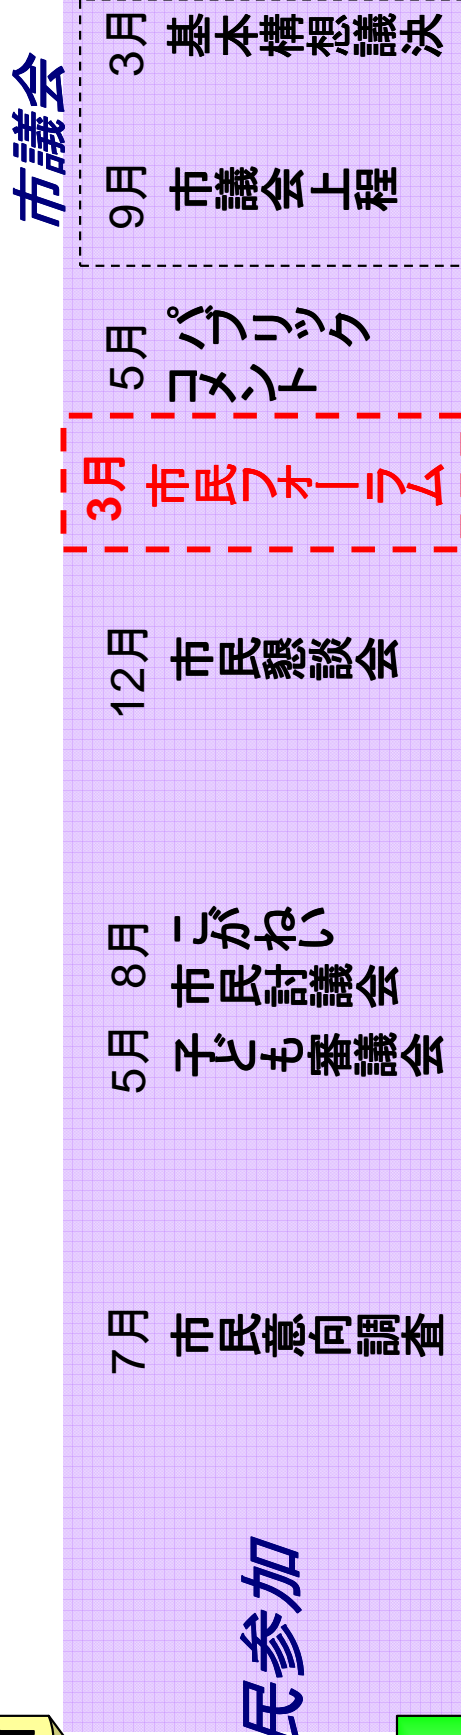 市議会
民参加
7月
市民意向調査
5月
子ども審議会
8月
こがねい
市民討議会
12月
市民懇談会
3月
市民フォーラム
5月
パブリック
コメント
9月
市議会上程
3月
基本構想議決